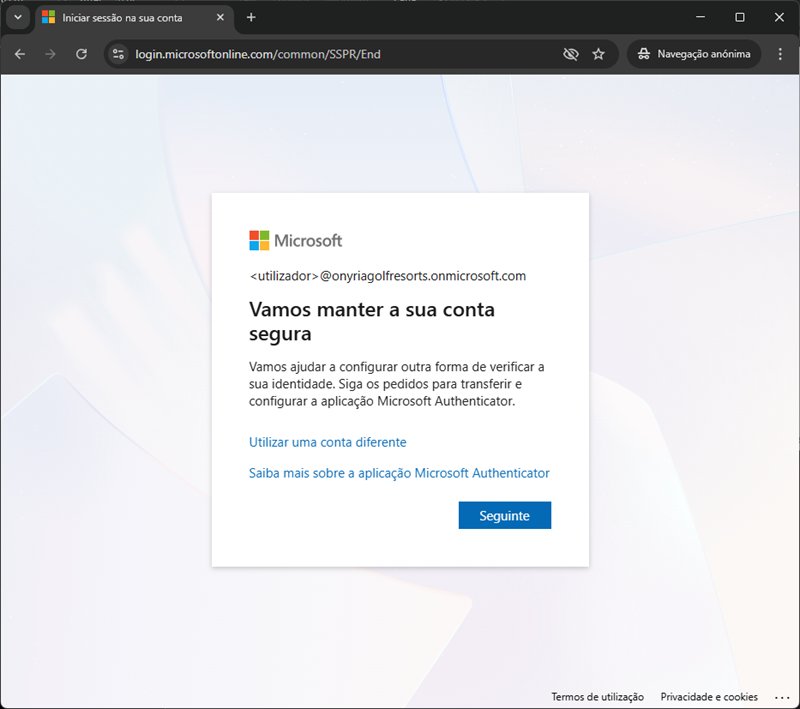 Iniciar sessão na sua conta
login.microsoftonline.com/common/SSPR/End
Navegação anónima
Microsoft
<utilizador>@onyriagolfresorts.onmicrosoft.com
Vamos manter a sua conta
segura
Vamos ajudar a configurar outra forma de verificar a
sua identidade. Siga os pedidos para transferir e
configurar a aplicação Microsoft Authenticator.
Utilizar uma conta diferente
Saiba mais sobre a aplicação Microsoft Authenticator
Seguinte
Termos de utilização Privacidade e cookies ...